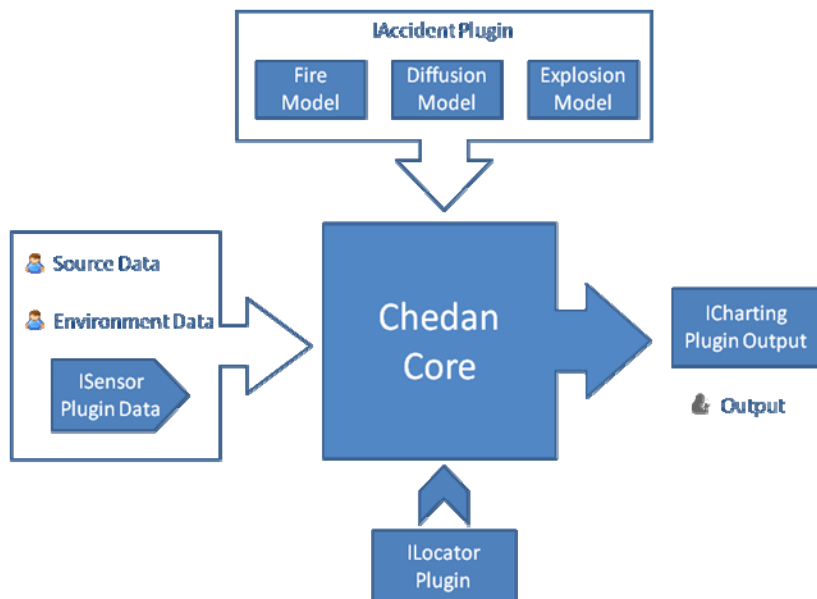 IAccident Plugin
Fire
Model
Diffusion
Model
Explosion
Model
Source Data
Environment Data
ISensor
Plugin Data
Chedan
Core
ICharting
Plugin Output
Output
ILocator
Plugin